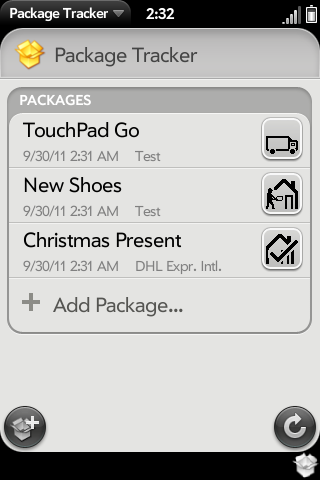 Package Tracker
2:32
Package Tracker
PACKAGES
TouchPad Go
9/30/11 2:31 AM Test
New Shoes
9/30/11 2:31 AM Test
Christmas Present
9/30/11 2:31 AM DHL Expr. Intl.
Add Package...